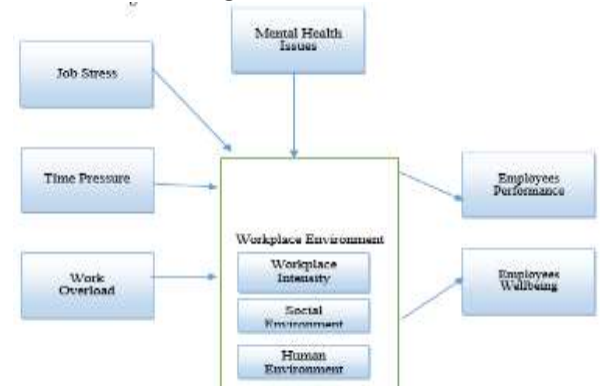 Mental Health
Issues
Job Stress
Time Pressure
Employees
Performance
Workplace Environment
Workplace
Intensity
Work
Overload
Employees
Wellbeing
Social
Environment
Human
Environment